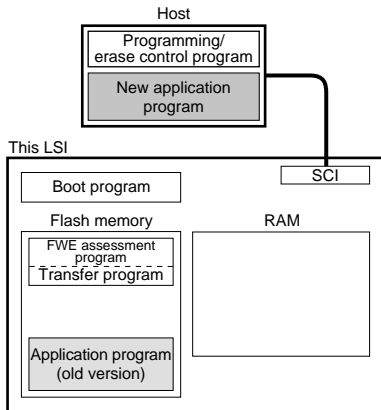 Host
Programming/
erase control program
New application
program
This LSI
SCI
Boot program
Flash memory
RAM
FWE assessment
program
Transfer program
Application program
(old version)